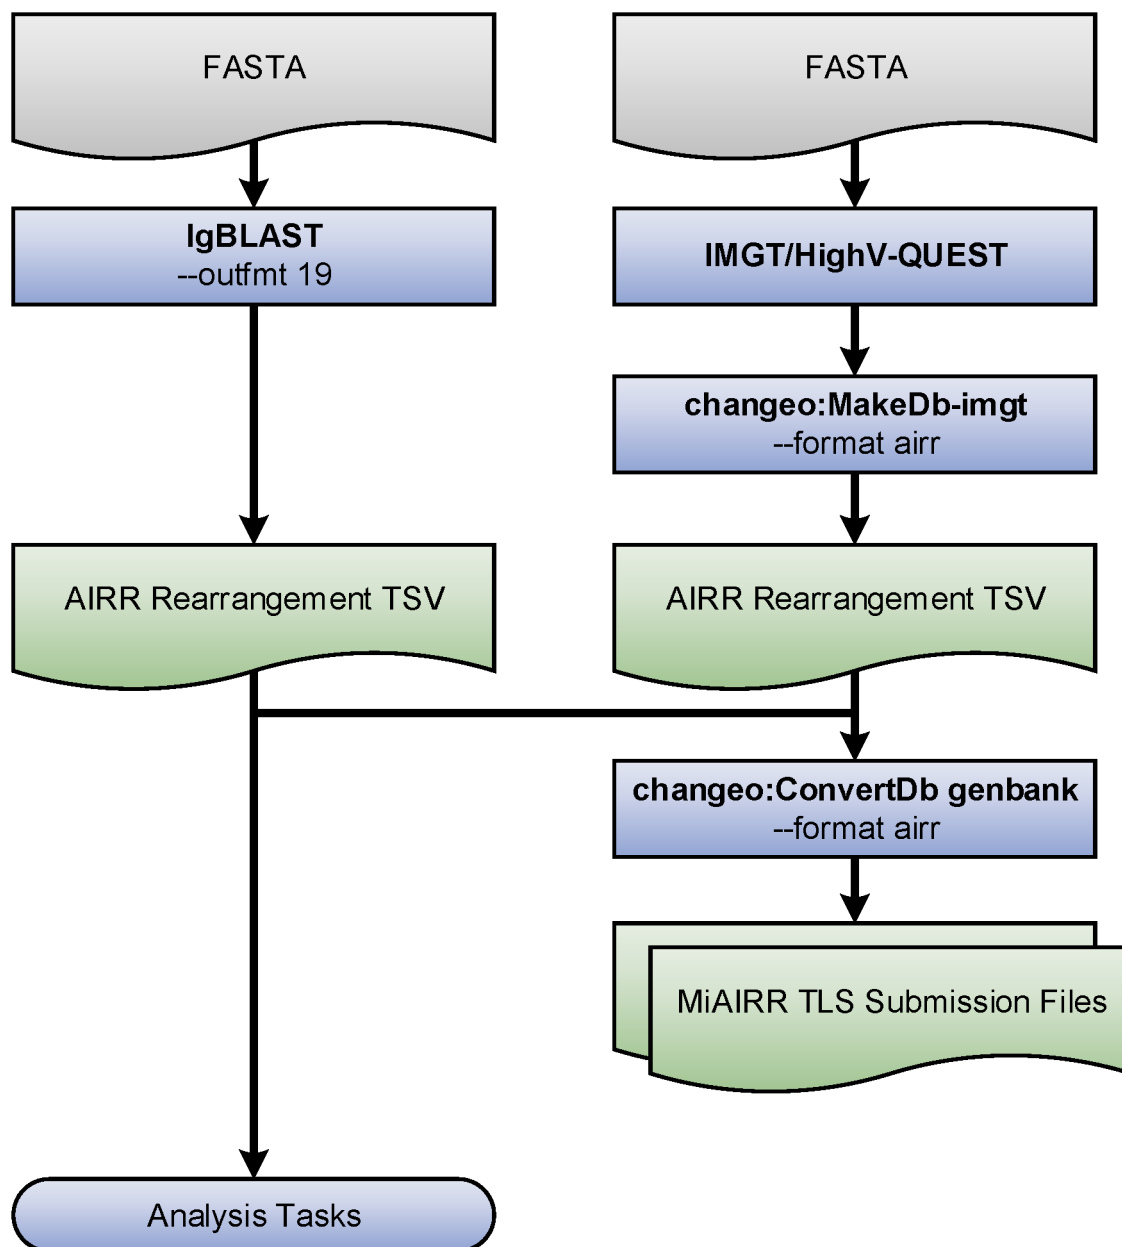 FASTA
FASTA
IgBLAST
--outfmt 19
IMGT/HighV-QUEST
changeo:MakeDb-imgt
--format airr
AIRR Rearrangement TSV
AIRR Rearrangement TSV
changeo:ConvertDb genbank
--format airr
MiAIRR TLS Submission Files
Analysis Tasks